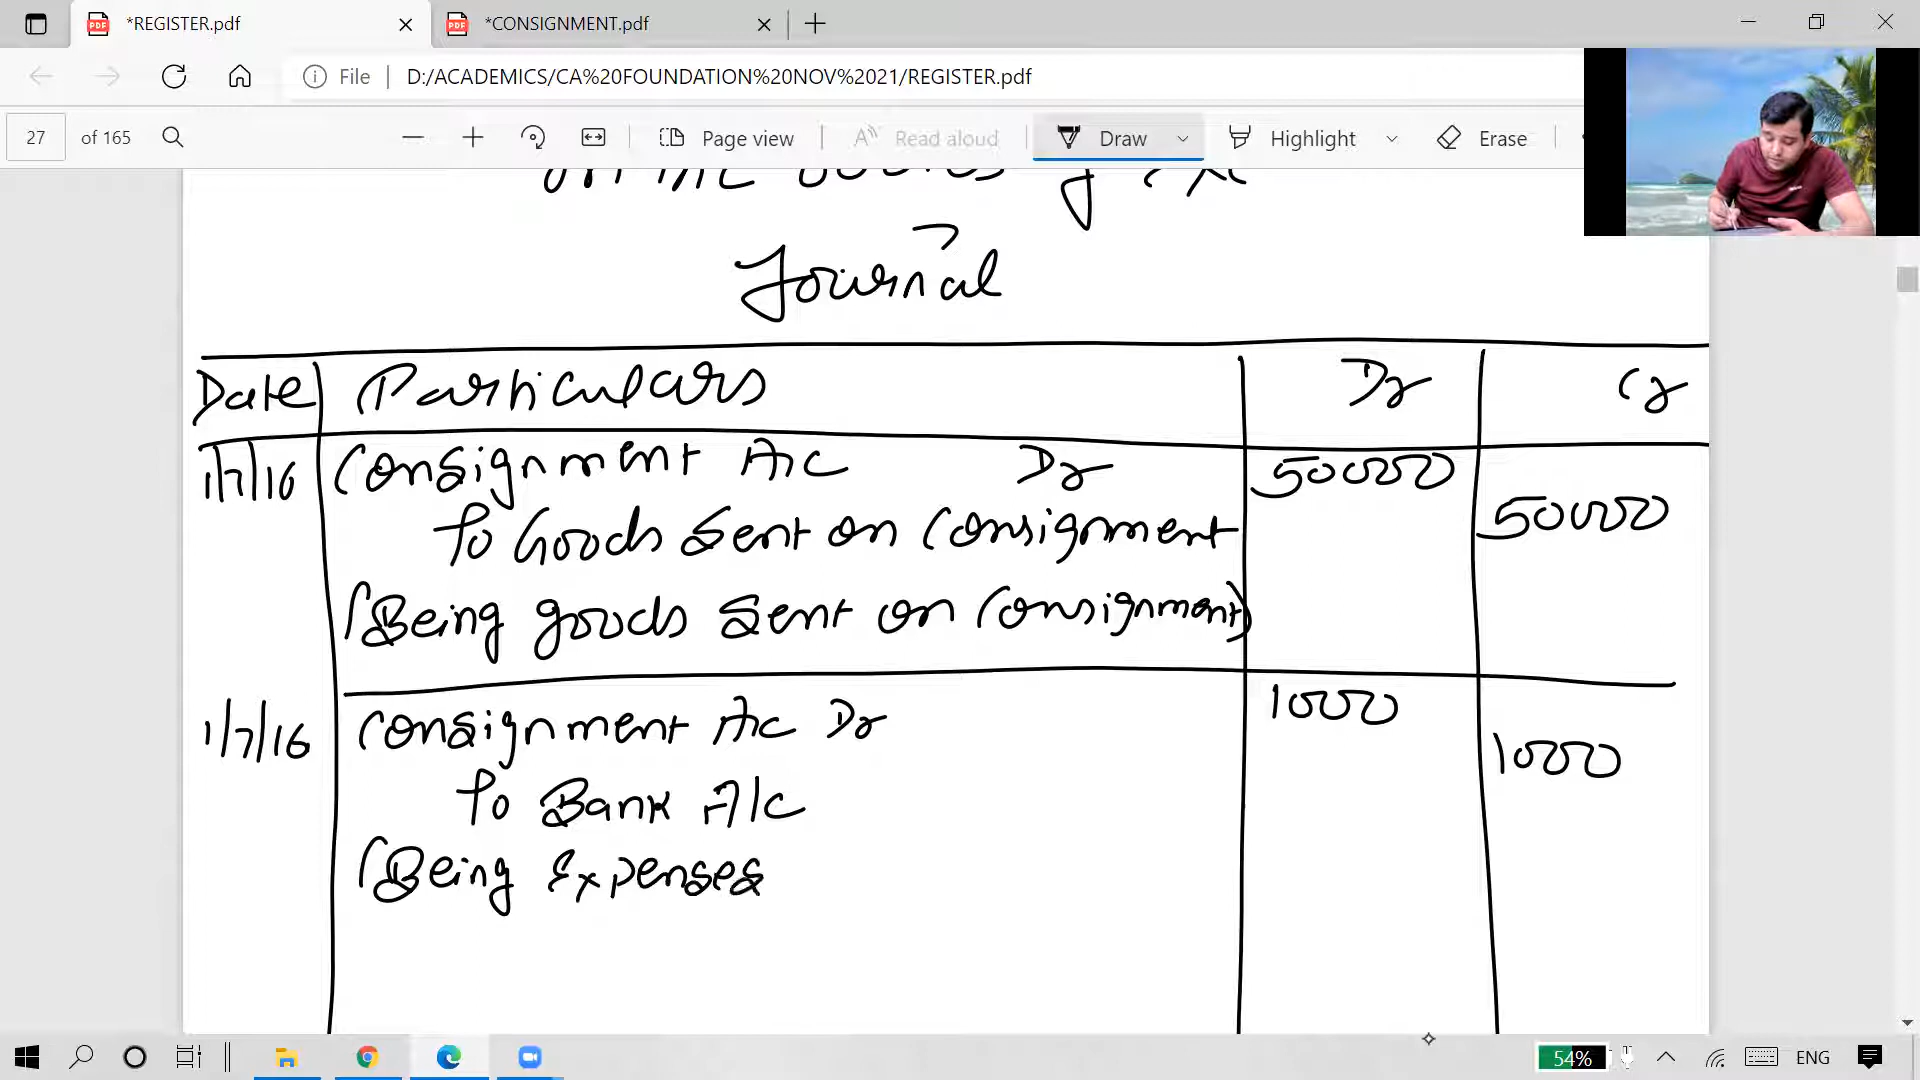 *REGISTER.pdf
*CONSIGNMENT.pdf
File
D:/ACADEMICS/CA%20FOUNDATION%20NOV%2021/REGISTER.pdf
27 of 165
Page view
Read aloud
Draw
Highlight
Erase
Journal
Date Particulars Dr Cr
1/7/16 Consignment A/c Dr 50000
To Goods Sent on Consignment 50000
(Being goods Sent on Consignment)
1/7/16 Consignment A/c Dr 1000
To Bank A/c 1000
(Being Expenses
54%
ENG